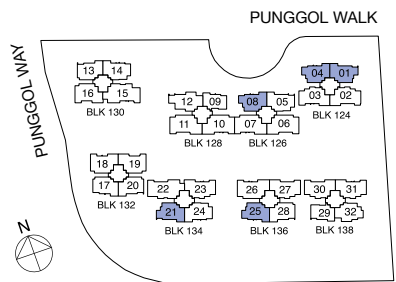 PUNGGOL WALK
PUNGGOL WAY
13 14
16 15
BLK 130
04 01
03 02
BLK 124
12 09
11 10
BLK 128
08 05
07 06
BLK 126
18 19
17 20
BLK 132
22 23
21 24
BLK 134
26 27
25 28
BLK 136
30 31
29 32
BLK 138
N